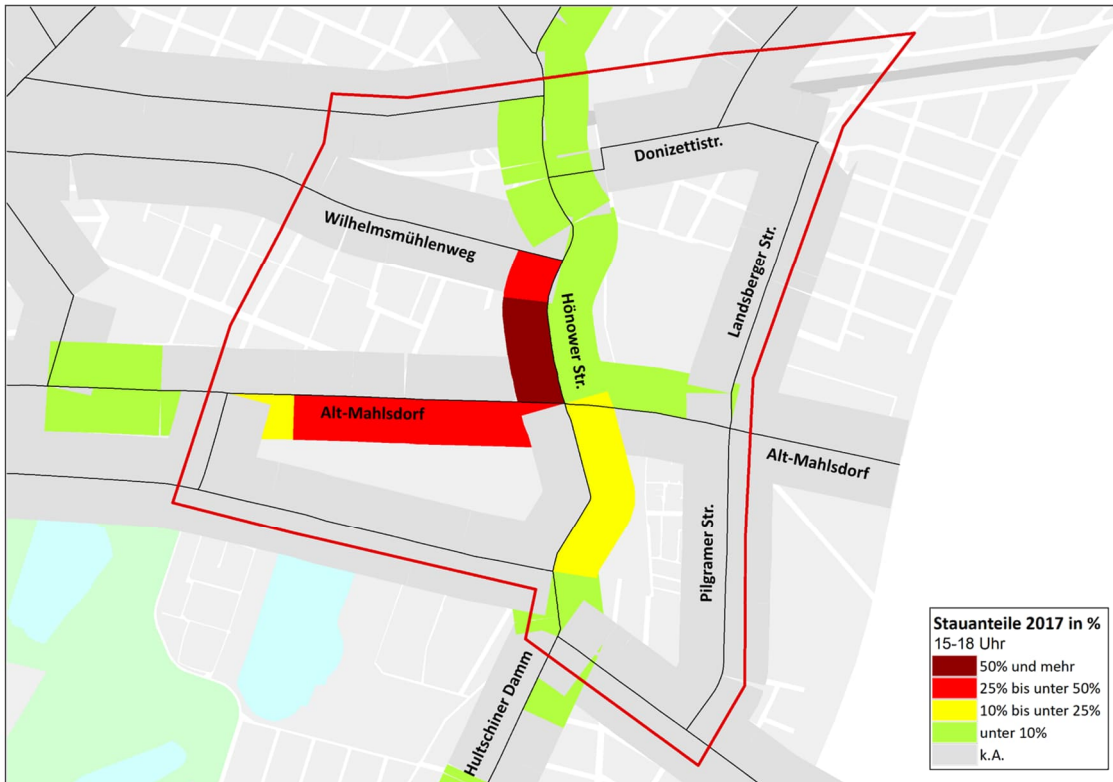 Donizettistr.
Wilhelmsmühlenweg
Landsberger Str.
Hönower Str.
Alt-Mahlsdorf
Alt-Mahlsdorf
Pilgramer Str.
Hultschiner Damm
Stauanteile 2017 in %
15-18 Uhr
50% und mehr
25% bis unter 50%
10% bis unter 25%
unter 10%
k.A.